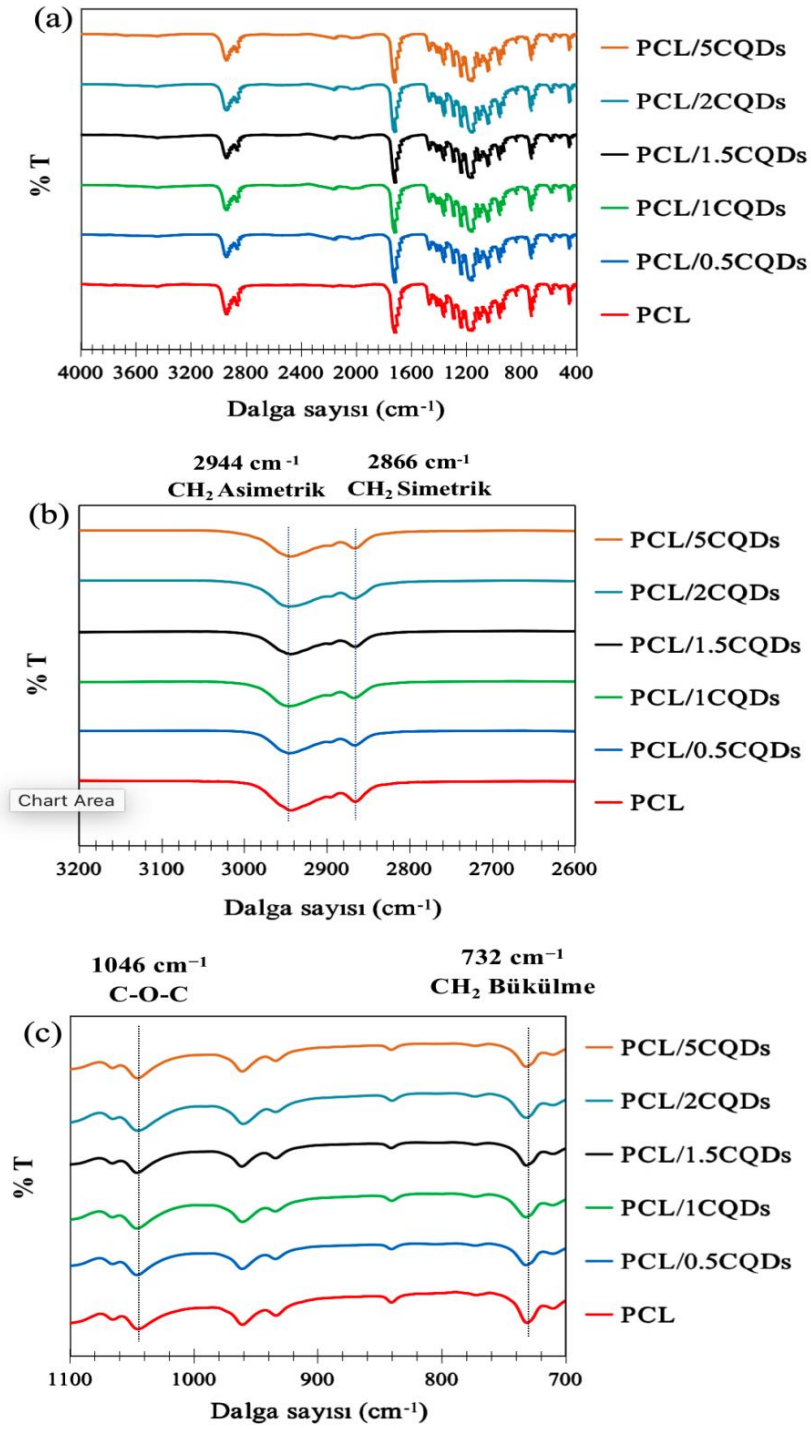 (a)
PCL/5CQDs
PCL/2CQDs
PCL/1.5CQDs
PCL/1CQDs
PCL/0.5CQDs
PCL
% T
4000 3600 3200 2800 2400 2000 1600 1200 800 400
Dalga sayısı (cm⁻¹)
2944 cm⁻¹
CH₂ Asimetrik
2866 cm⁻¹
CH₂ Simetrik
(b)
PCL/5CQDs
PCL/2CQDs
PCL/1.5CQDs
PCL/1CQDs
PCL/0.5CQDs
PCL
% T
Chart Area
3200 3100 3000 2900 2800 2700 2600
Dalga sayısı (cm⁻¹)
1046 cm⁻¹
C-O-C
732 cm⁻¹
CH₂ Bükülme
(c)
PCL/5CQDs
PCL/2CQDs
PCL/1.5CQDs
PCL/1CQDs
PCL/0.5CQDs
PCL
% T
1100 1000 900 800 700
Dalga sayısı (cm⁻¹)